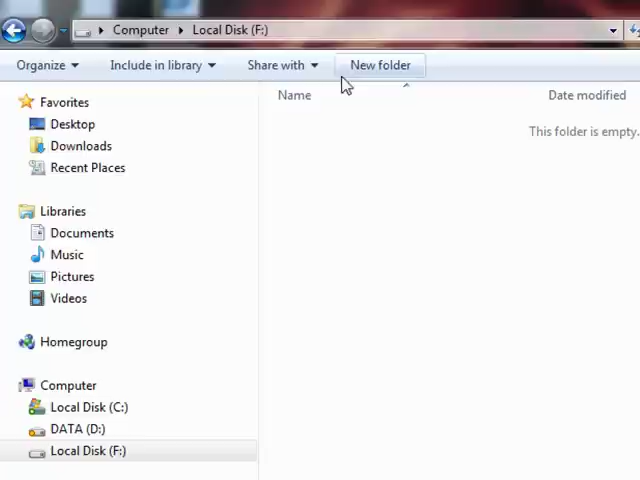 Computer Local Disk (F:)
Organize Include in library Share with New folder
Name Date modified
This folder is empty.
Favorites
Desktop
Downloads
Recent Places
Libraries
Documents
Music
Pictures
Videos
Homegroup
Computer
Local Disk (C:)
DATA (D:)
Local Disk (F:)